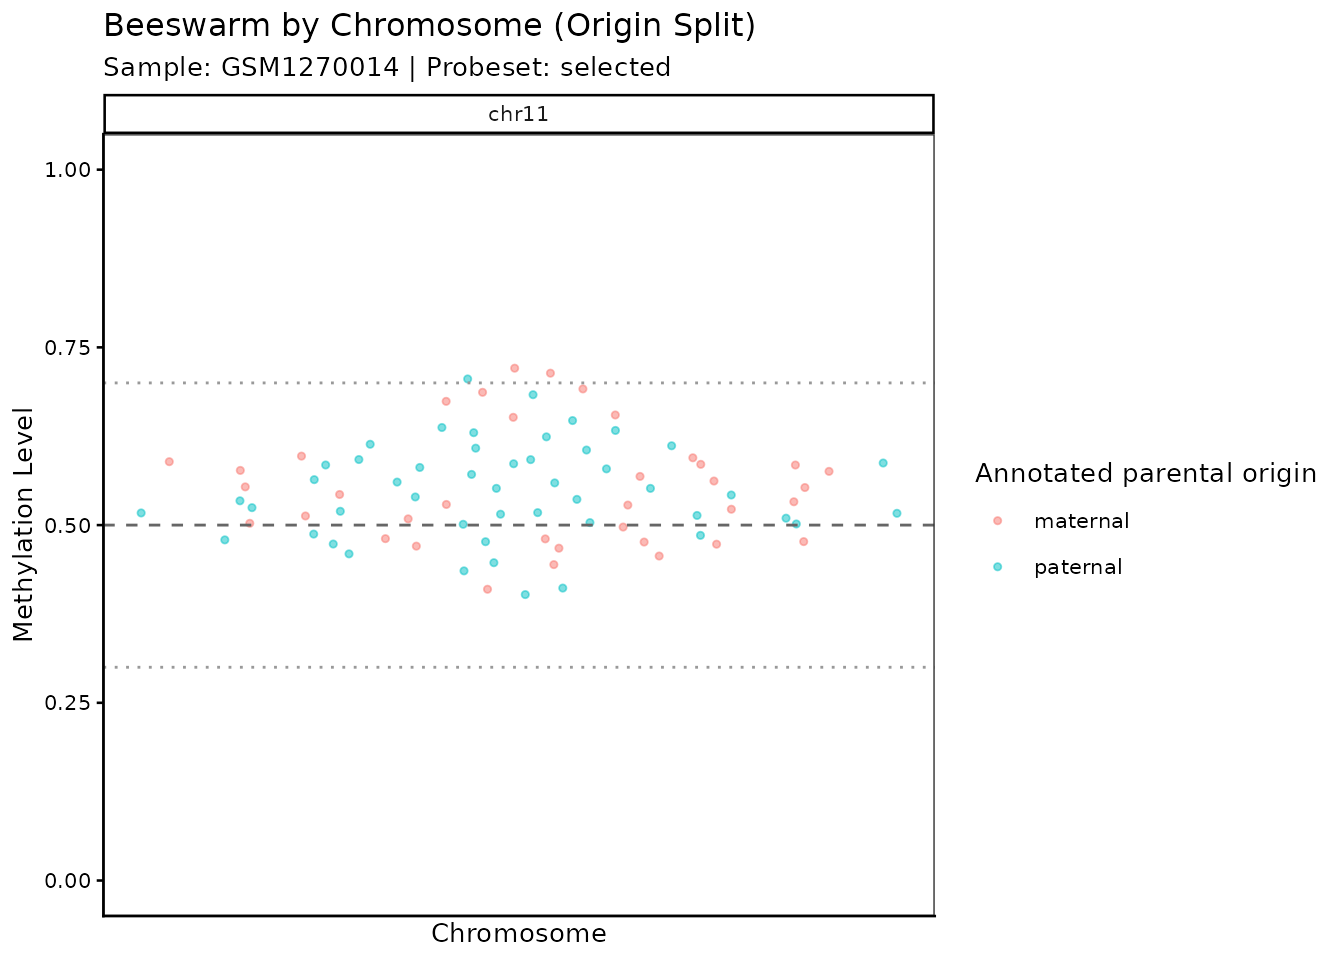 Beeswarm by Chromosome (Origin Split)
Sample: GSM1270014 | Probeset: selected
chr11
1.00
0.75
0.50
0.25
0.00
Methylation Level
Chromosome
Annotated parental origin
maternal
paternal